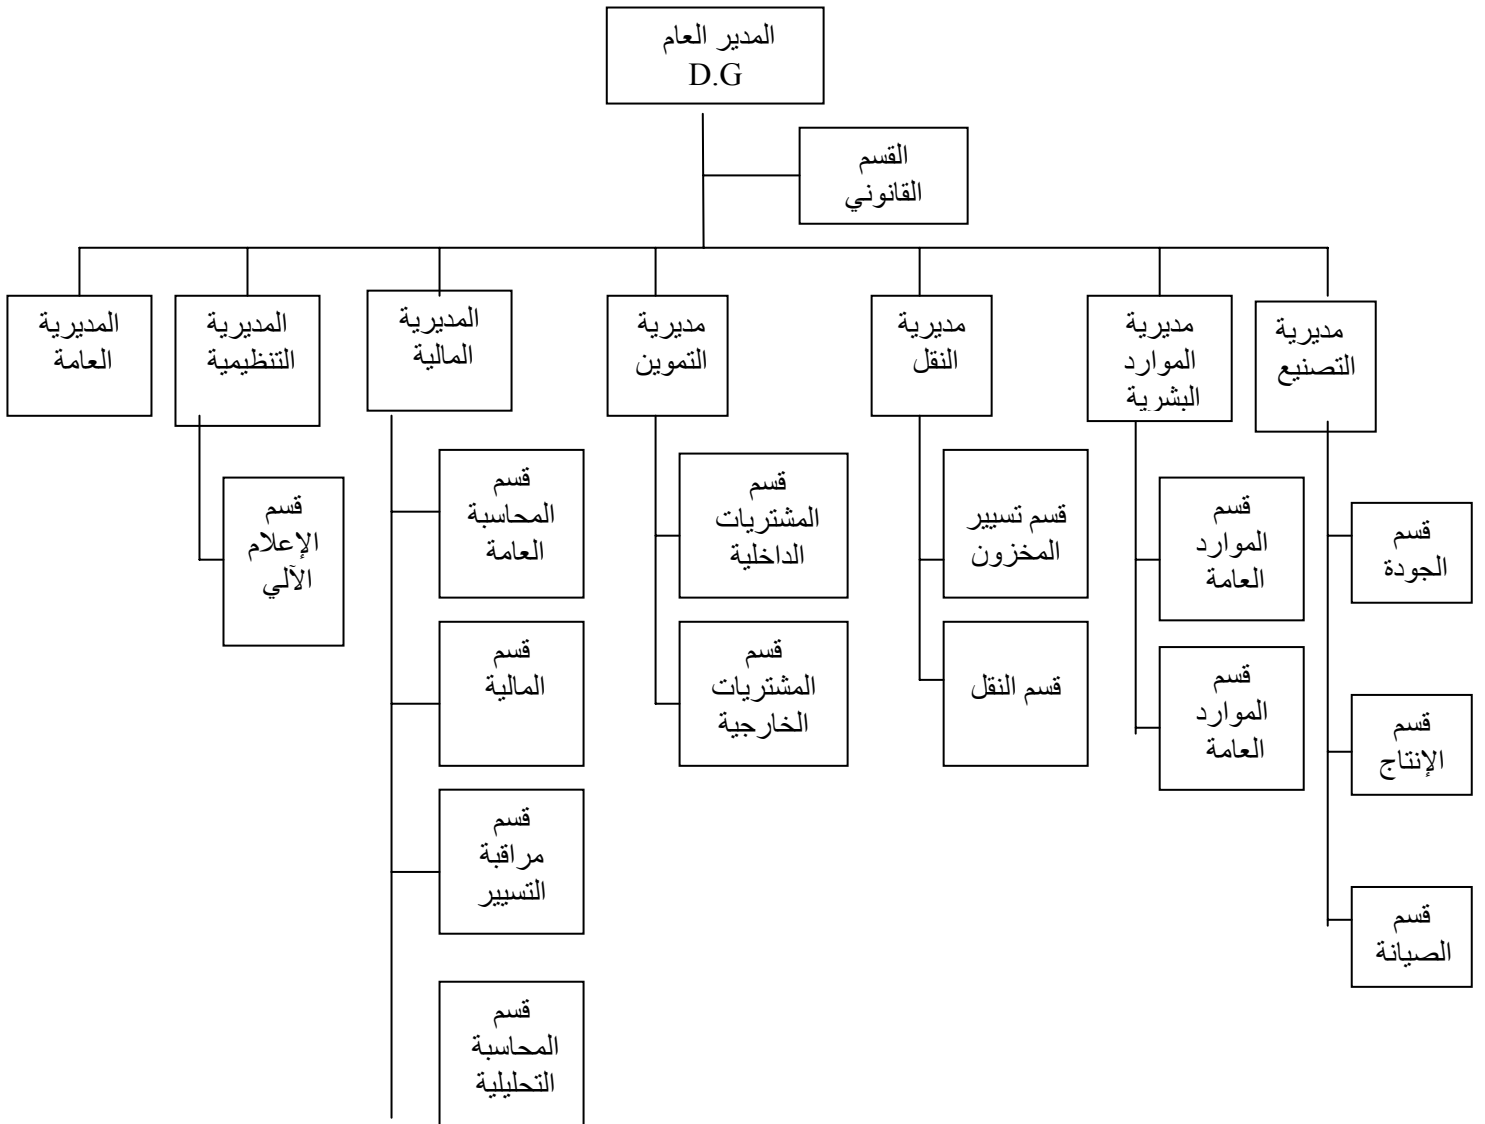 المدير العام
D.G
القسم
القانوني
مديرية
التصنيع
مديرية
الموارد
البشرية
مديرية
النقل
مديرية
التموين
المديرية
المالية
المديرية
التنظيمية
المديرية
العامة
قسم
الجودة
قسم
الإنتاج
قسم
الصيانة
قسم
الموارد
العامة
قسم
الموارد
العامة
قسم تسيير
المخزون
قسم النقل
قسم
المشتريات
الداخلية
قسم
المشتريات
الخارجية
قسم
المحاسبة
العامة
قسم
المالية
قسم
مراقبة
التسيير
قسم
المحاسبة
التحليلية
قسم
الإعلام
الآلي